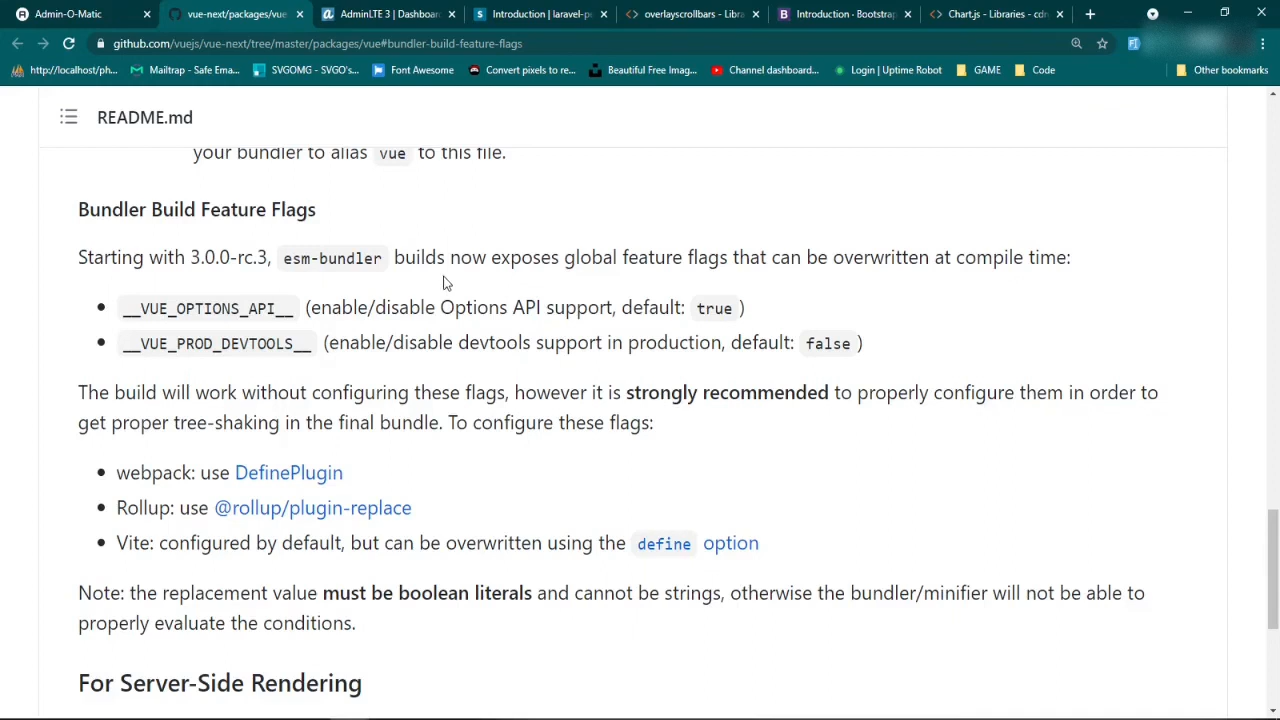 Admin-O-Matic
vue-next/packages/vue
AdminLTE 3 | Dashboar
Introduction | laravel-ps
overlayscrollbars - Libra
Introduction · Bootstrap
Chart.js - Libraries - cdn
github.com/vuejs/vue-next/tree/master/packages/vue#bundler-build-feature-flags
http://localhost/ph...
Mailtrap - Safe Ema...
SVGOMG - SVGO's...
Font Awesome
Convert pixels to re...
Beautiful Free Imag...
Channel dashboard...
Login | Uptime Robot
GAME
Code
Other bookmarks
README.md
your bundler to alias vue to this file.
Bundler Build Feature Flags
Starting with 3.0.0-rc.3, esm-bundler builds now exposes global feature flags that can be overwritten at compile time:
__VUE_OPTIONS_API__ (enable/disable Options API support, default: true )
__VUE_PROD_DEVTOOLS__ (enable/disable devtools support in production, default: false )
The build will work without configuring these flags, however it is strongly recommended to properly configure them in order to
get proper tree-shaking in the final bundle. To configure these flags:
webpack: use DefinePlugin
Rollup: use @rollup/plugin-replace
Vite: configured by default, but can be overwritten using the define option
Note: the replacement value must be boolean literals and cannot be strings, otherwise the bundler/minifier will not be able to
properly evaluate the conditions.
For Server-Side Rendering